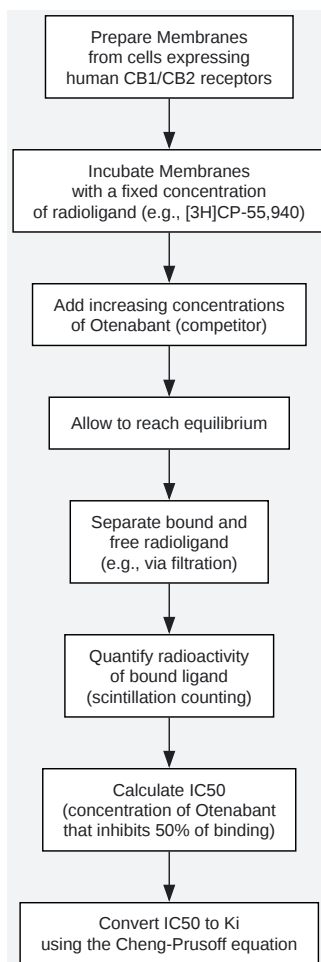 Prepare Membranes
from cells expressing
human CB1/CB2 receptors
Incubate Membranes
with a fixed concentration
of radioligand (e.g., [3H]CP-55,940)
Add increasing concentrations
of Otenabant (competitor)
Allow to reach equilibrium
Separate bound and
free radioligand
(e.g., via filtration)
Quantify radioactivity
of bound ligand
(scintillation counting)
Calculate IC50
(concentration of Otenabant
that inhibits 50% of binding)
Convert IC50 to Ki
using the Cheng-Prusoff equation